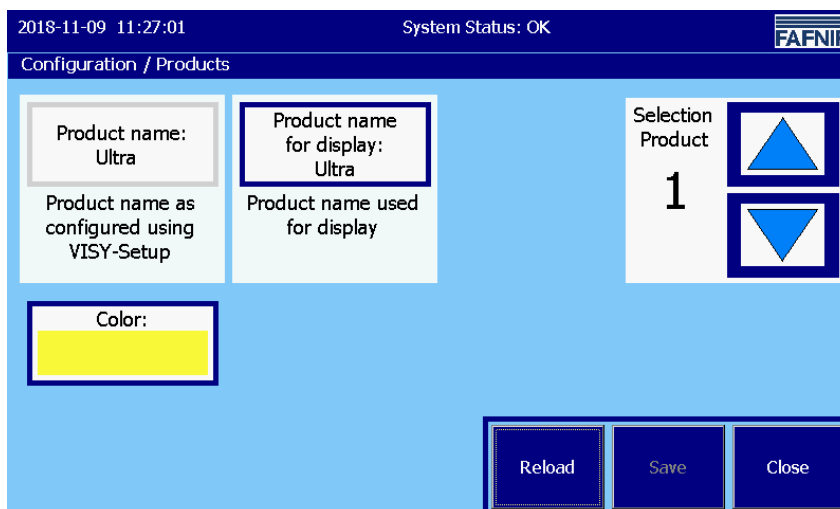 2018-11-09 11:27:01
System Status: OK
FAFNIR
Configuration / Products
Product name:
Ultra
Product name as
configured using
VISY-Setup
Product name
for display:
Ultra
Product name used
for display
Selection
Product
1
Color:
Reload
Save
Close